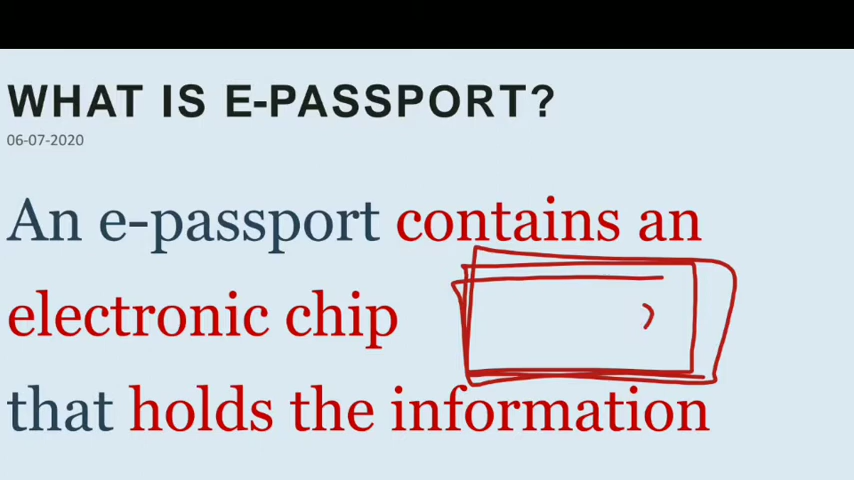 WHAT IS E-PASSPORT?
06-07-2020
An e-passport contains an
electronic chip
that holds the information